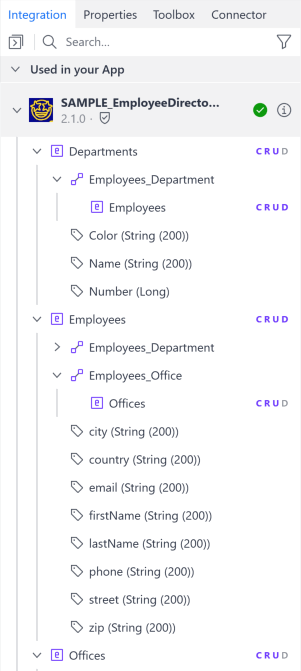 Integration Properties Toolbox Connector
Search...
Used in your App
SAMPLE_EmployeeDirecto...
2.1.0 ·
Departments CRUD
Employees_Department
Employees CRUD
Color (String (200))
Name (String (200))
Number (Long)
Employees CRUD
Employees_Department
Employees_Office
Offices CRUD
city (String (200))
country (String (200))
email (String (200))
firstName (String (200))
lastName (String (200))
phone (String (200))
street (String (200))
zip (String (200))
Offices CRUD